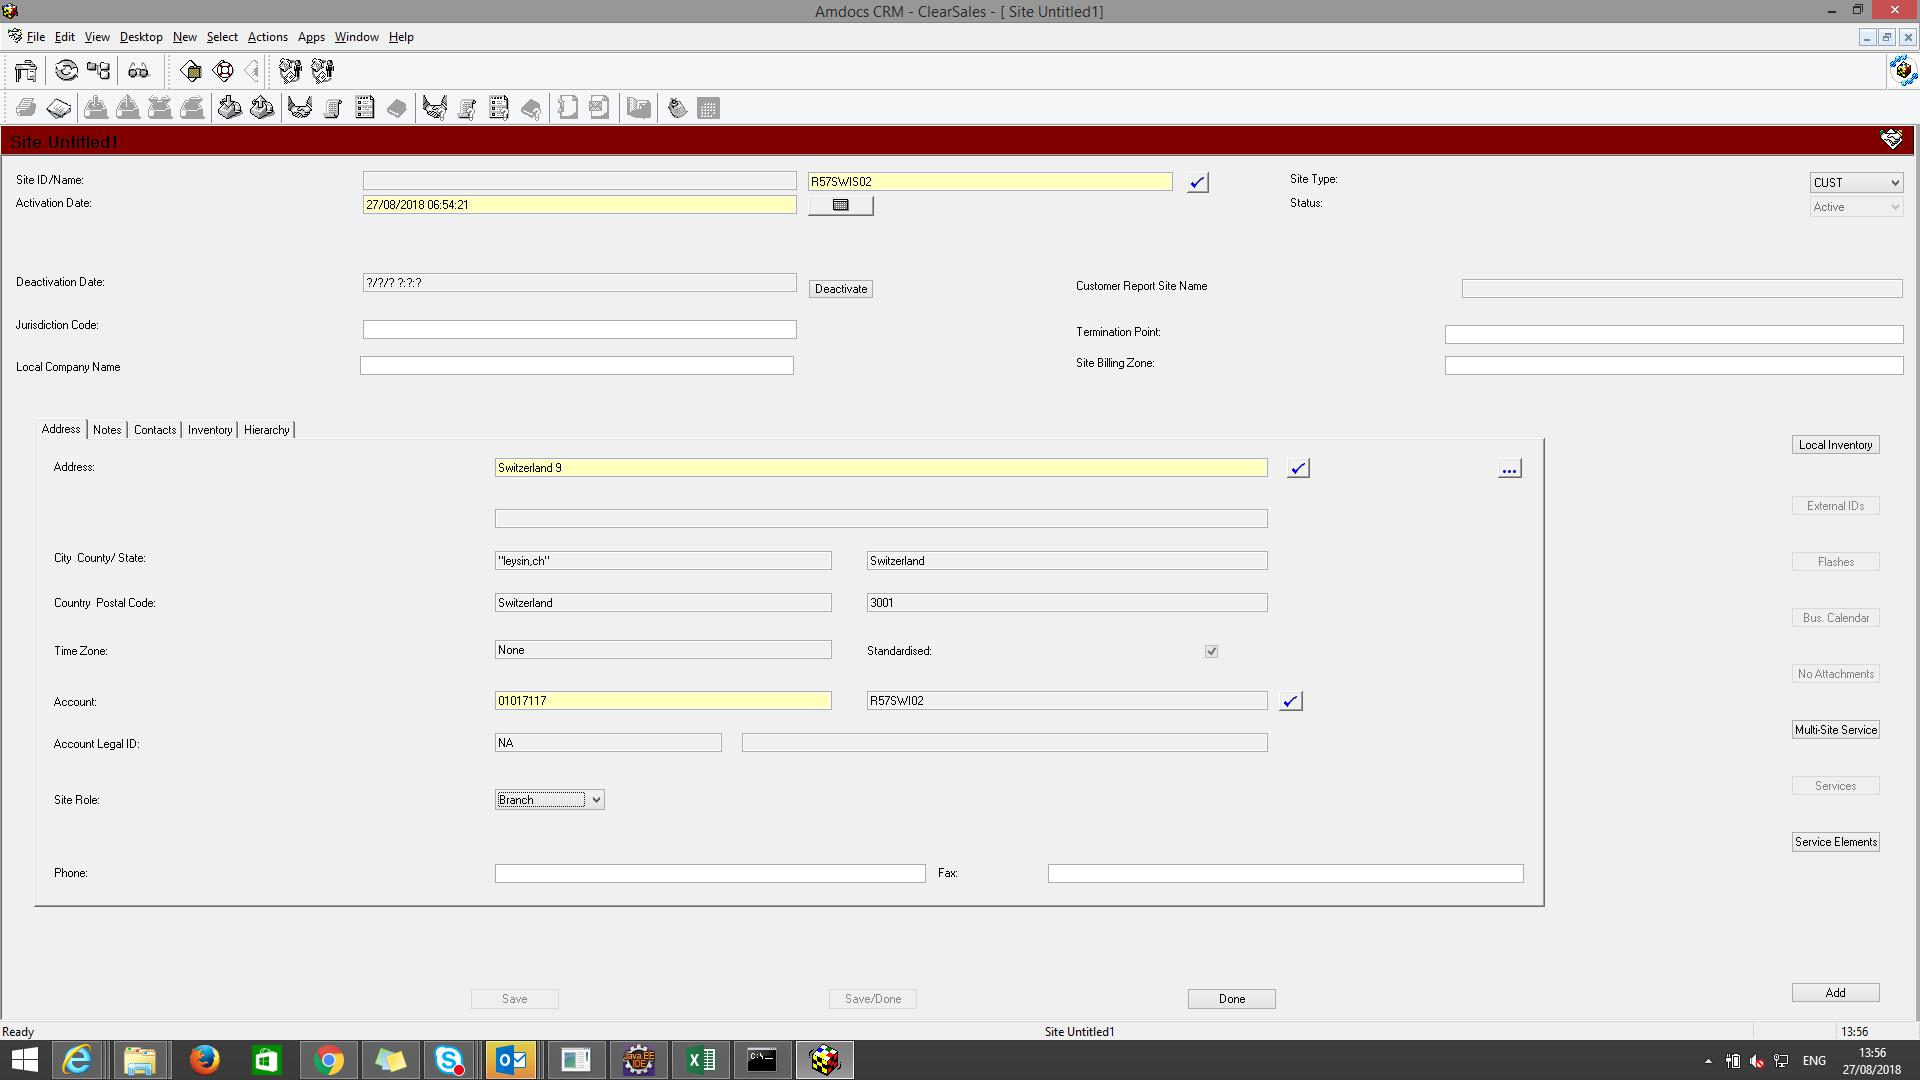 Amdocs CRM - ClearSales - [ Site Untitled1]
File Edit View Desktop New Select Actions Apps Window Help
Site Untitled1
Site ID/Name: R57SWIS02 Site Type: CUST
Activation Date: 27/08/2018 06:54:21 Status: Active
Deactivation Date: ?/?/? ?:?:? Deactivate Customer Report Site Name
Jurisdiction Code: Termination Point:
Local Company Name Site Billing Zone:
Address Notes Contacts Inventory Hierarchy
Local Inventory
Address: Switzerland 9 ...
External IDs
City County/ State: "leysin,ch" Switzerland
Flashes
Country Postal Code: Switzerland 3001
Bus. Calendar
Time Zone: None Standardised:
No Attachments
Account: 01017117 R57SWI02
Multi-Site Service
Account Legal ID: NA
Services
Site Role: Branch
Service Elements
Phone: Fax:
Save Save/Done Done Add
Ready Site Untitled1 13:56
Java EE IDE C:\. ENG 13:56
27/08/2018